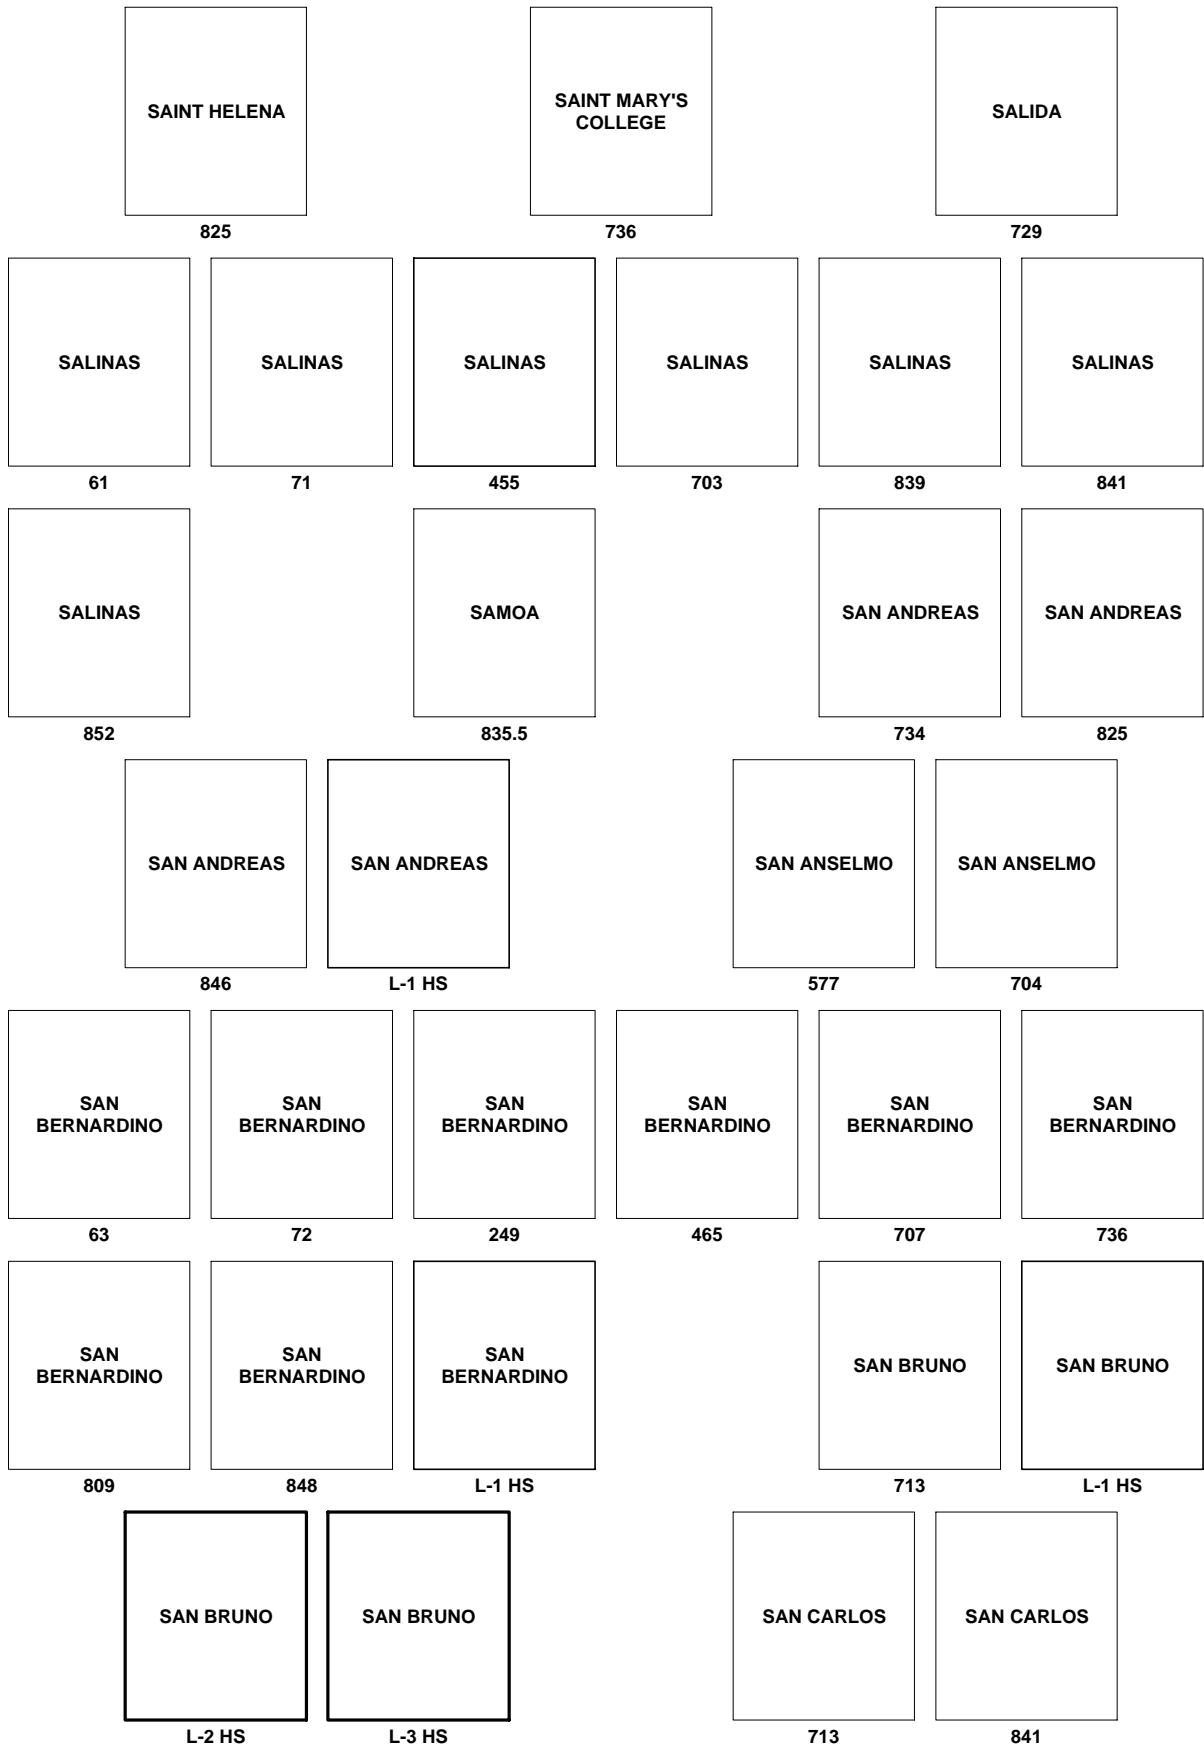 SAINT HELENA
825
SAINT MARY'S
COLLEGE
736
SALIDA
729
SALINAS
61
SALINAS
71
SALINAS
455
SALINAS
703
SALINAS
839
SALINAS
841
SALINAS
852
SAMOA
835.5
SAN ANDREAS
734
SAN ANDREAS
825
SAN ANDREAS
846
SAN ANDREAS
L-1 HS
SAN ANSELMO
577
SAN ANSELMO
704
SAN
BERNARDINO
63
SAN
BERNARDINO
72
SAN
BERNARDINO
249
SAN
BERNARDINO
465
SAN
BERNARDINO
707
SAN
BERNARDINO
736
SAN
BERNARDINO
809
SAN
BERNARDINO
848
SAN
BERNARDINO
L-1 HS
SAN BRUNO
713
SAN BRUNO
L-1 HS
SAN BRUNO
L-2 HS
SAN BRUNO
L-3 HS
SAN CARLOS
713
SAN CARLOS
841